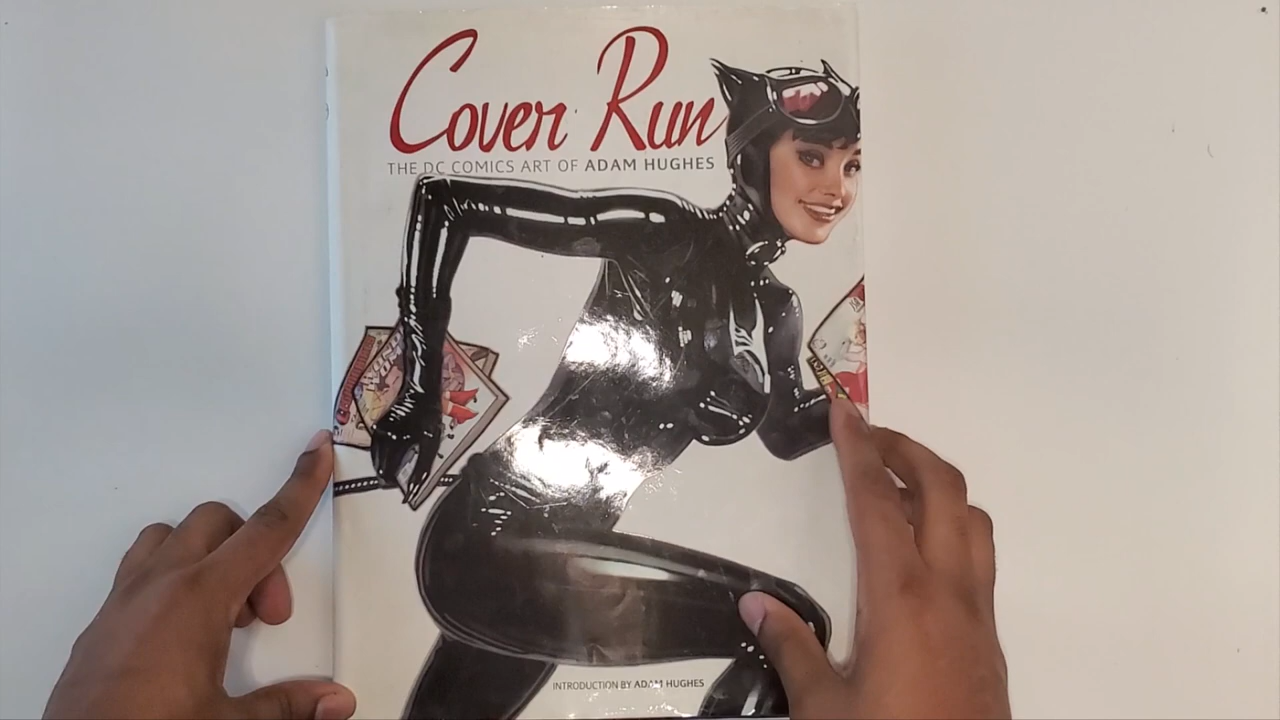 Cover Run
THE DC COMICS ART OF ADAM HUGHES
INTRODUCTION BY ADAM HUGHES